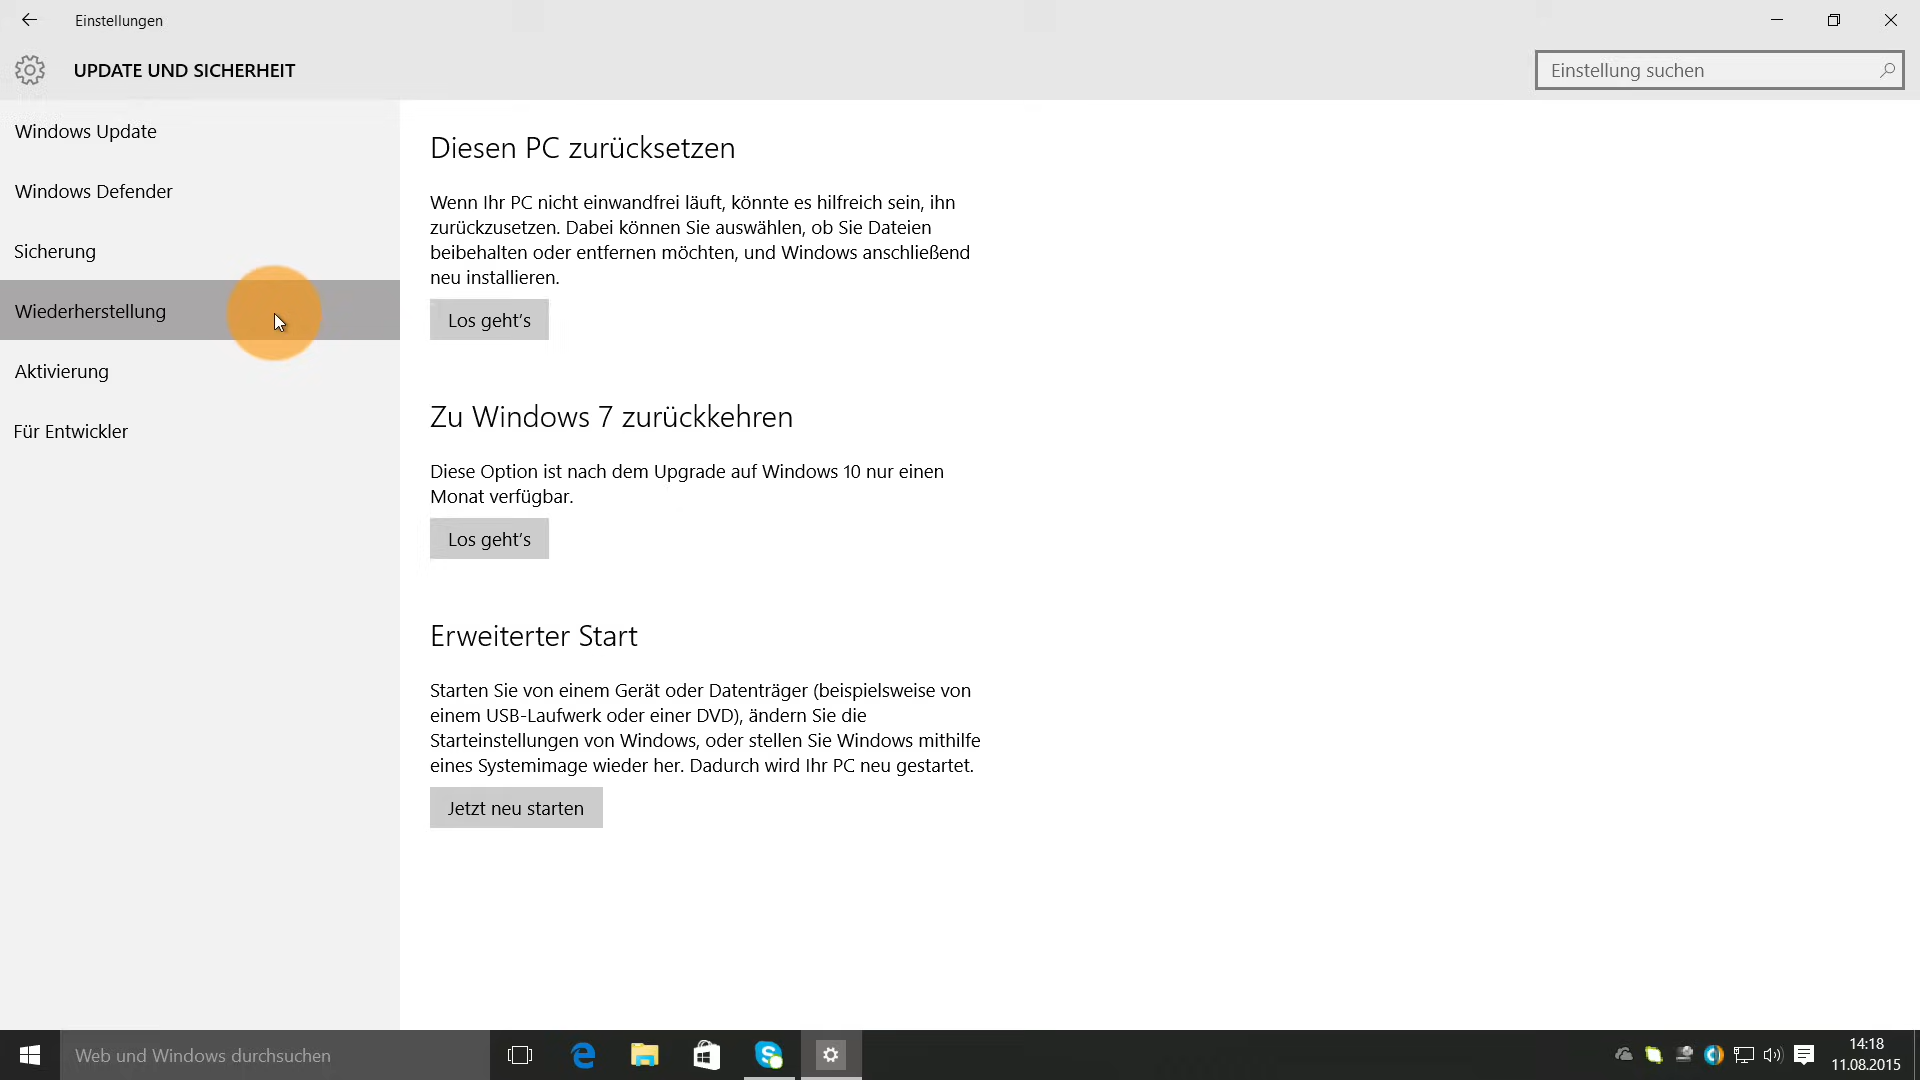 Einstellungen
UPDATE UND SICHERHEIT
Einstellung suchen
Windows Update
Windows Defender
Sicherung
Wiederherstellung
Aktivierung
Für Entwickler
Diesen PC zurücksetzen
Wenn Ihr PC nicht einwandfrei läuft, könnte es hilfreich sein, ihn
zurückzusetzen. Dabei können Sie auswählen, ob Sie Dateien
beibehalten oder entfernen möchten, und Windows anschließend
neu installieren.
Los geht's
Zu Windows 7 zurückkehren
Diese Option ist nach dem Upgrade auf Windows 10 nur einen
Monat verfügbar.
Los geht's
Erweiterter Start
Starten Sie von einem Gerät oder Datenträger (beispielsweise von
einem USB-Laufwerk oder einer DVD), ändern Sie die
Starteinstellungen von Windows, oder stellen Sie Windows mithilfe
eines Systemimage wieder her. Dadurch wird Ihr PC neu gestartet.
Jetzt neu starten
Web und Windows durchsuchen
14:18
11.08.2015